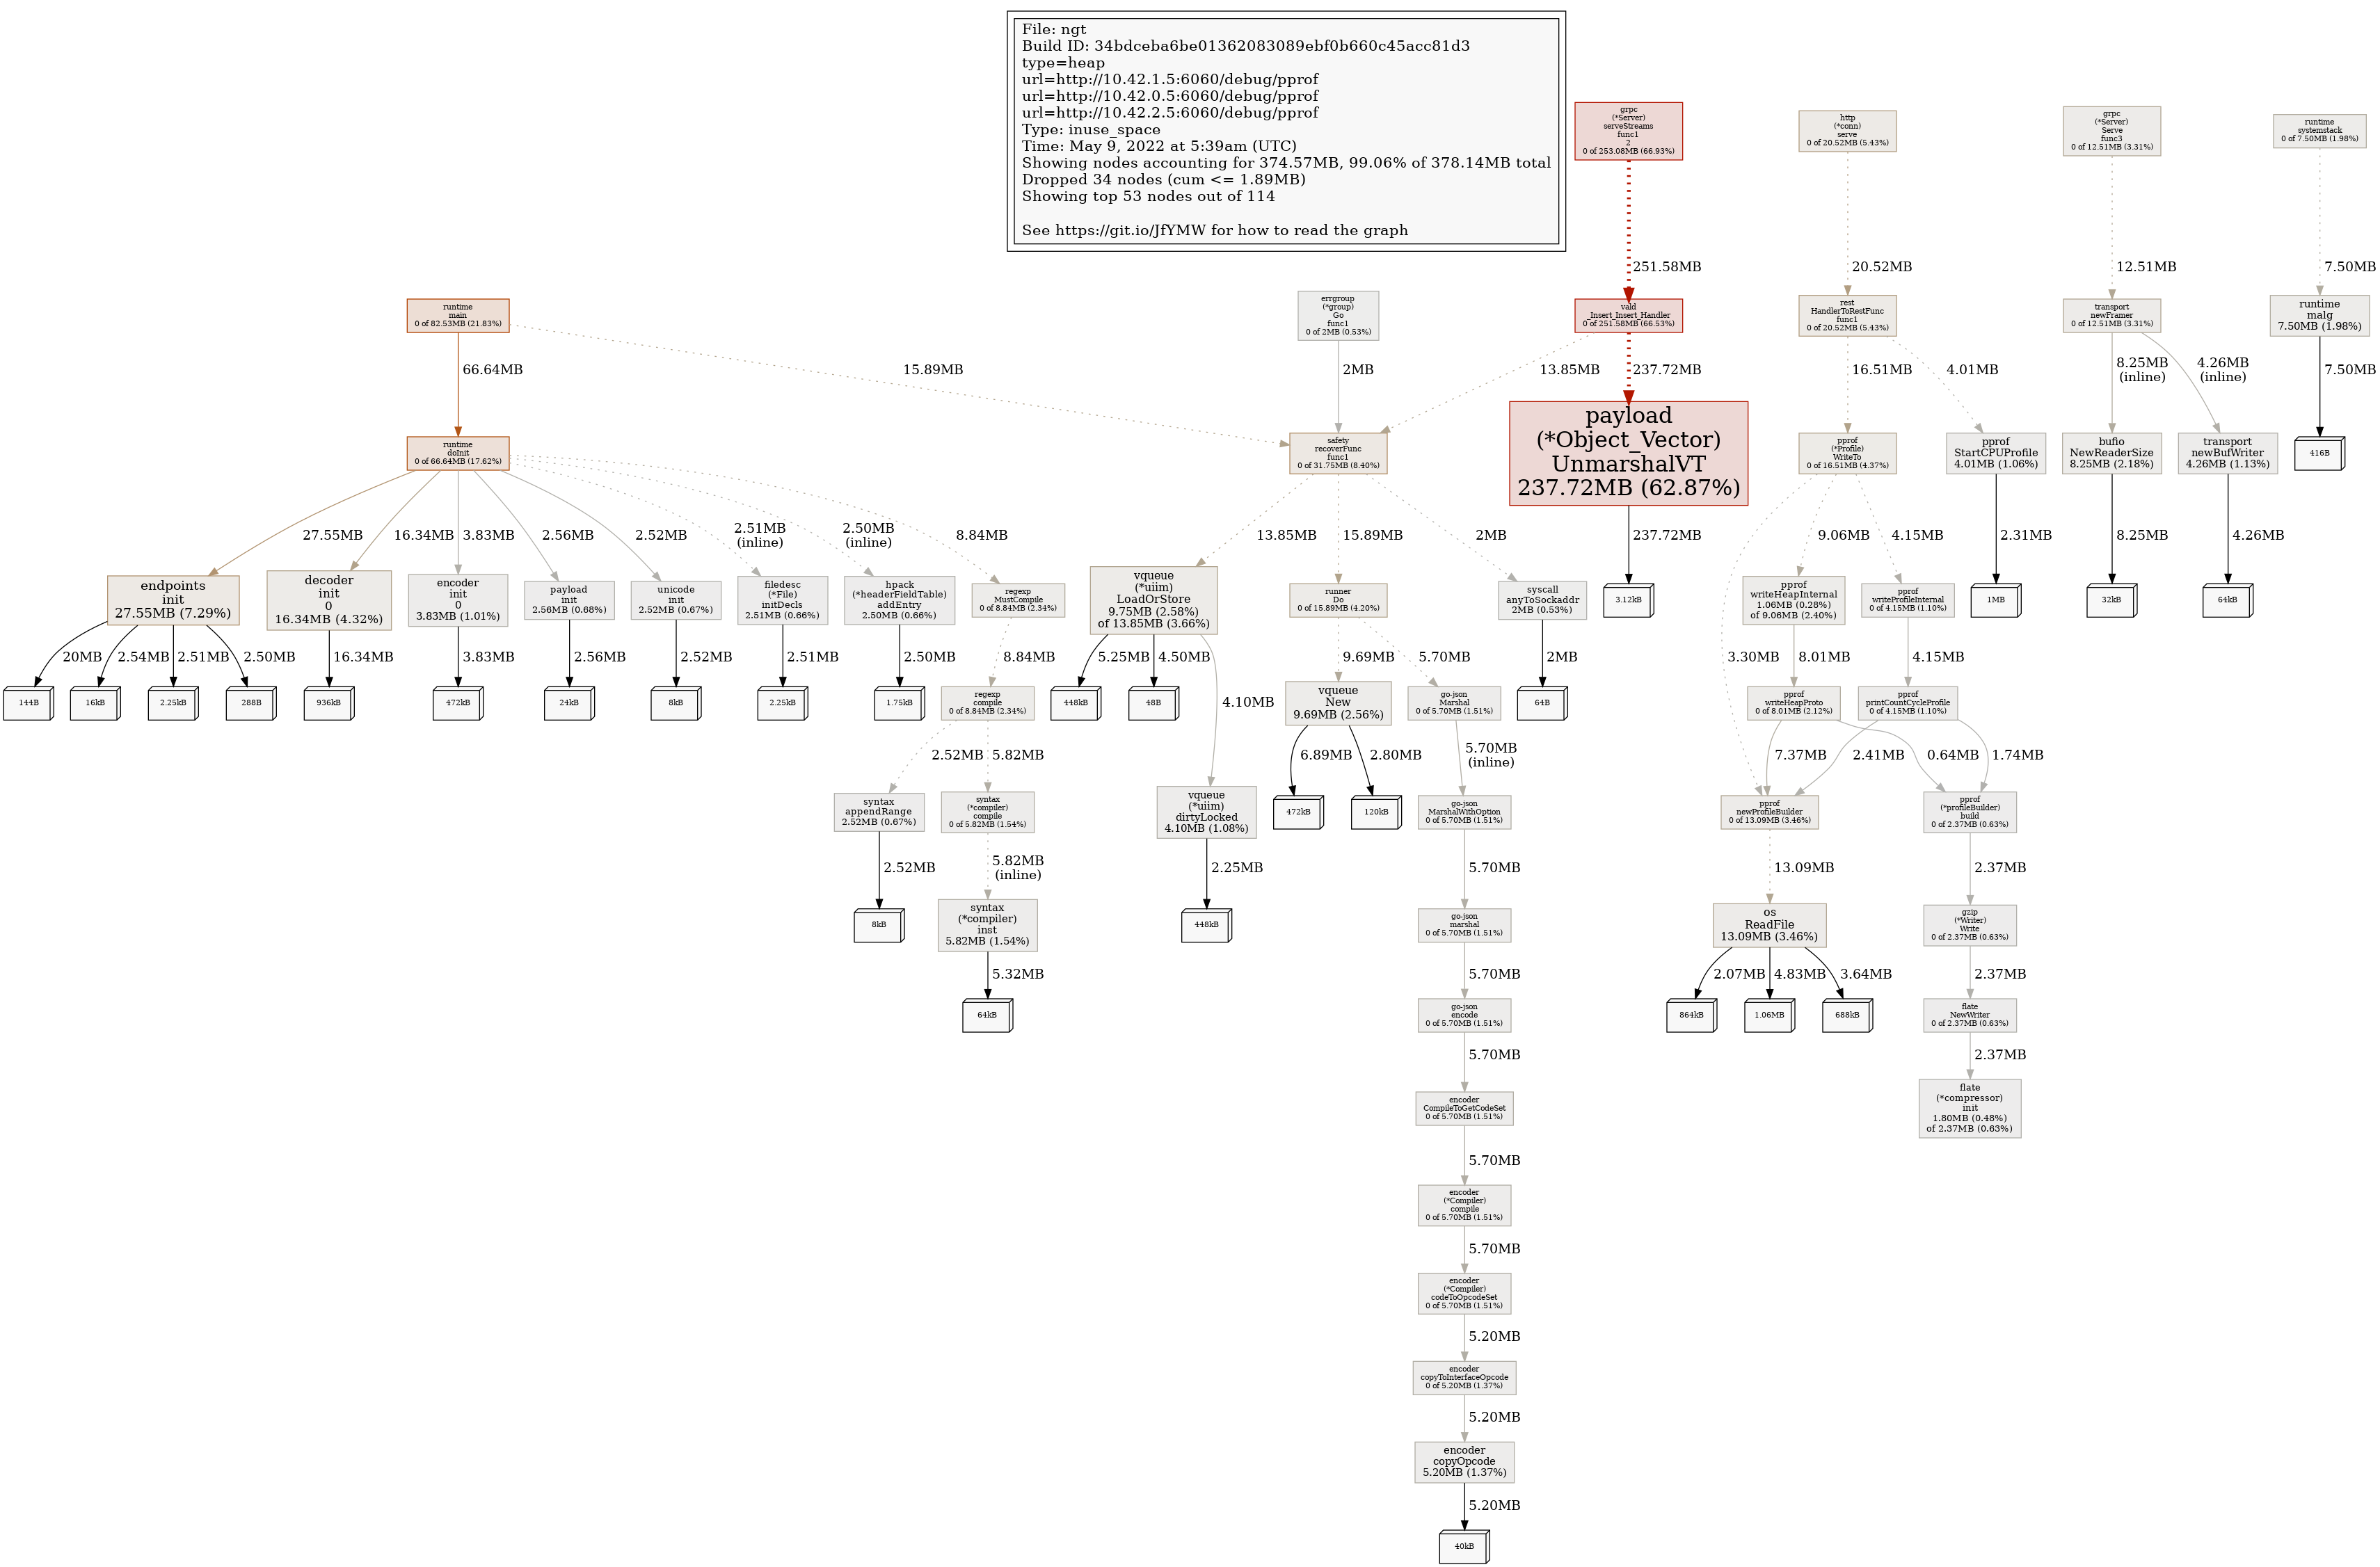 File: ngt
Build ID: 34bdceba6be01362083089ebf0b660c45acc81d3
type=heap
url=http://10.42.1.5:6060/debug/pprof
url=http://10.42.0.5:6060/debug/pprof
url=http://10.42.2.5:6060/debug/pprof
Type: inuse_space
Time: May 9, 2022 at 5:39am (UTC)
Showing nodes accounting for 374.57MB, 99.06% of 378.14MB total
Dropped 34 nodes (cum <= 1.89MB)
Showing top 53 nodes out of 114
See https://git.io/JfYMW for how to read the graph
grpc
(*Server)
serveStreams
func1
2
0 of 253.08MB (66.93%)
http
(*conn)
serve
0 of 20.52MB (5.43%)
grpc
(*Server)
Serve
func3
0 of 12.51MB (3.31%)
runtime
systemstack
0 of 7.50MB (1.98%)
251.58MB
20.52MB
12.51MB
7.50MB
runtime
main
0 of 82.53MB (21.83%)
errgroup
(*group)
Go
func1
0 of 2MB (0.53%)
vald
_Insert_Insert_Handler
0 of 251.58MB (66.53%)
rest
HandlerToRestFunc
func1
0 of 20.52MB (5.43%)
transport
newFramer
0 of 12.51MB (3.31%)
runtime
malg
7.50MB (1.98%)
66.64MB
15.89MB
2MB
13.85MB
237.72MB
16.51MB
4.01MB
8.25MB
(inline)
4.26MB
(inline)
7.50MB
runtime
doInit
0 of 66.64MB (17.62%)
safety
recoverFunc
func1
0 of 31.75MB (8.40%)
payload
(*Object_Vector)
UnmarshalVT
237.72MB (62.87%)
pprof
(*Profile)
WriteTo
0 of 16.51MB (4.37%)
pprof
StartCPUProfile
4.01MB (1.06%)
bufio
NewReaderSize
8.25MB (2.18%)
transport
newBufWriter
4.26MB (1.13%)
416B
27.55MB
16.34MB
3.83MB
2.56MB
2.52MB
2.51MB
(inline)
2.50MB
(inline)
8.84MB
13.85MB
15.89MB
2MB
237.72MB
3.30MB
9.06MB
4.15MB
2.31MB
8.25MB
4.26MB
endpoints
init
27.55MB (7.29%)
decoder
init
0
16.34MB (4.32%)
encoder
init
0
3.83MB (1.01%)
payload
init
2.56MB (0.68%)
unicode
init
2.52MB (0.67%)
filedesc
(*File)
initDecls
2.51MB (0.66%)
hpack
(*headerFieldTable)
addEntry
2.50MB (0.66%)
regexp
MustCompile
0 of 8.84MB (2.34%)
vqueue
(*uiim)
LoadOrStore
9.75MB (2.58%)
of 13.85MB (3.66%)
runner
Do
0 of 15.89MB (4.20%)
syscall
anyToSockaddr
2MB (0.53%)
3.12kB
pprof
writeHeapInternal
1.06MB (0.28%)
of 9.06MB (2.40%)
pprof
writeProfileInternal
0 of 4.15MB (1.10%)
1MB
32kB
64kB
20MB
2.54MB
2.51MB
2.50MB
16.34MB
3.83MB
2.56MB
2.52MB
2.51MB
2.50MB
8.84MB
5.25MB
4.50MB
4.10MB
9.69MB
5.70MB
2MB
8.01MB
4.15MB
144B
16kB
2.25kB
288B
936kB
472kB
24kB
8kB
2.25kB
1.75kB
regexp
compile
0 of 8.84MB (2.34%)
448kB
48B
vqueue
New
9.69MB (2.56%)
go-json
Marshal
0 of 5.70MB (1.51%)
64B
pprof
writeHeapProto
0 of 8.01MB (2.12%)
pprof
printCountCycleProfile
0 of 4.15MB (1.10%)
2.52MB
5.82MB
6.89MB
2.80MB
5.70MB
(inline)
7.37MB
2.41MB
0.64MB
1.74MB
syntax
appendRange
2.52MB (0.67%)
syntax
(*compiler)
compile
0 of 5.82MB (1.54%)
vqueue
(*uiim)
dirtyLocked
4.10MB (1.08%)
472kB
120kB
go-json
MarshalWithOption
0 of 5.70MB (1.51%)
pprof
newProfileBuilder
0 of 13.09MB (3.46%)
pprof
(*profileBuilder)
build
0 of 2.37MB (0.63%)
2.52MB
5.82MB
(inline)
2.25MB
5.70MB
13.09MB
2.37MB
8kB
syntax
(*compiler)
inst
5.82MB (1.54%)
448kB
go-json
marshal
0 of 5.70MB (1.51%)
os
ReadFile
13.09MB (3.46%)
gzip
(*Writer)
Write
0 of 2.37MB (0.63%)
5.32MB
5.70MB
2.07MB
4.83MB
3.64MB
2.37MB
64kB
go-json
encode
0 of 5.70MB (1.51%)
864kB
1.06MB
688kB
flate
NewWriter
0 of 2.37MB (0.63%)
5.70MB
2.37MB
encoder
CompileToGetCodeSet
0 of 5.70MB (1.51%)
flate
(*compressor)
init
1.80MB (0.48%)
of 2.37MB (0.63%)
5.70MB
encoder
(*Compiler)
compile
0 of 5.70MB (1.51%)
5.70MB
encoder
(*Compiler)
codeToOpcodeSet
0 of 5.70MB (1.51%)
5.20MB
encoder
copyToInterfaceOpcode
0 of 5.20MB (1.37%)
5.20MB
encoder
copyOpcode
5.20MB (1.37%)
5.20MB
40kB